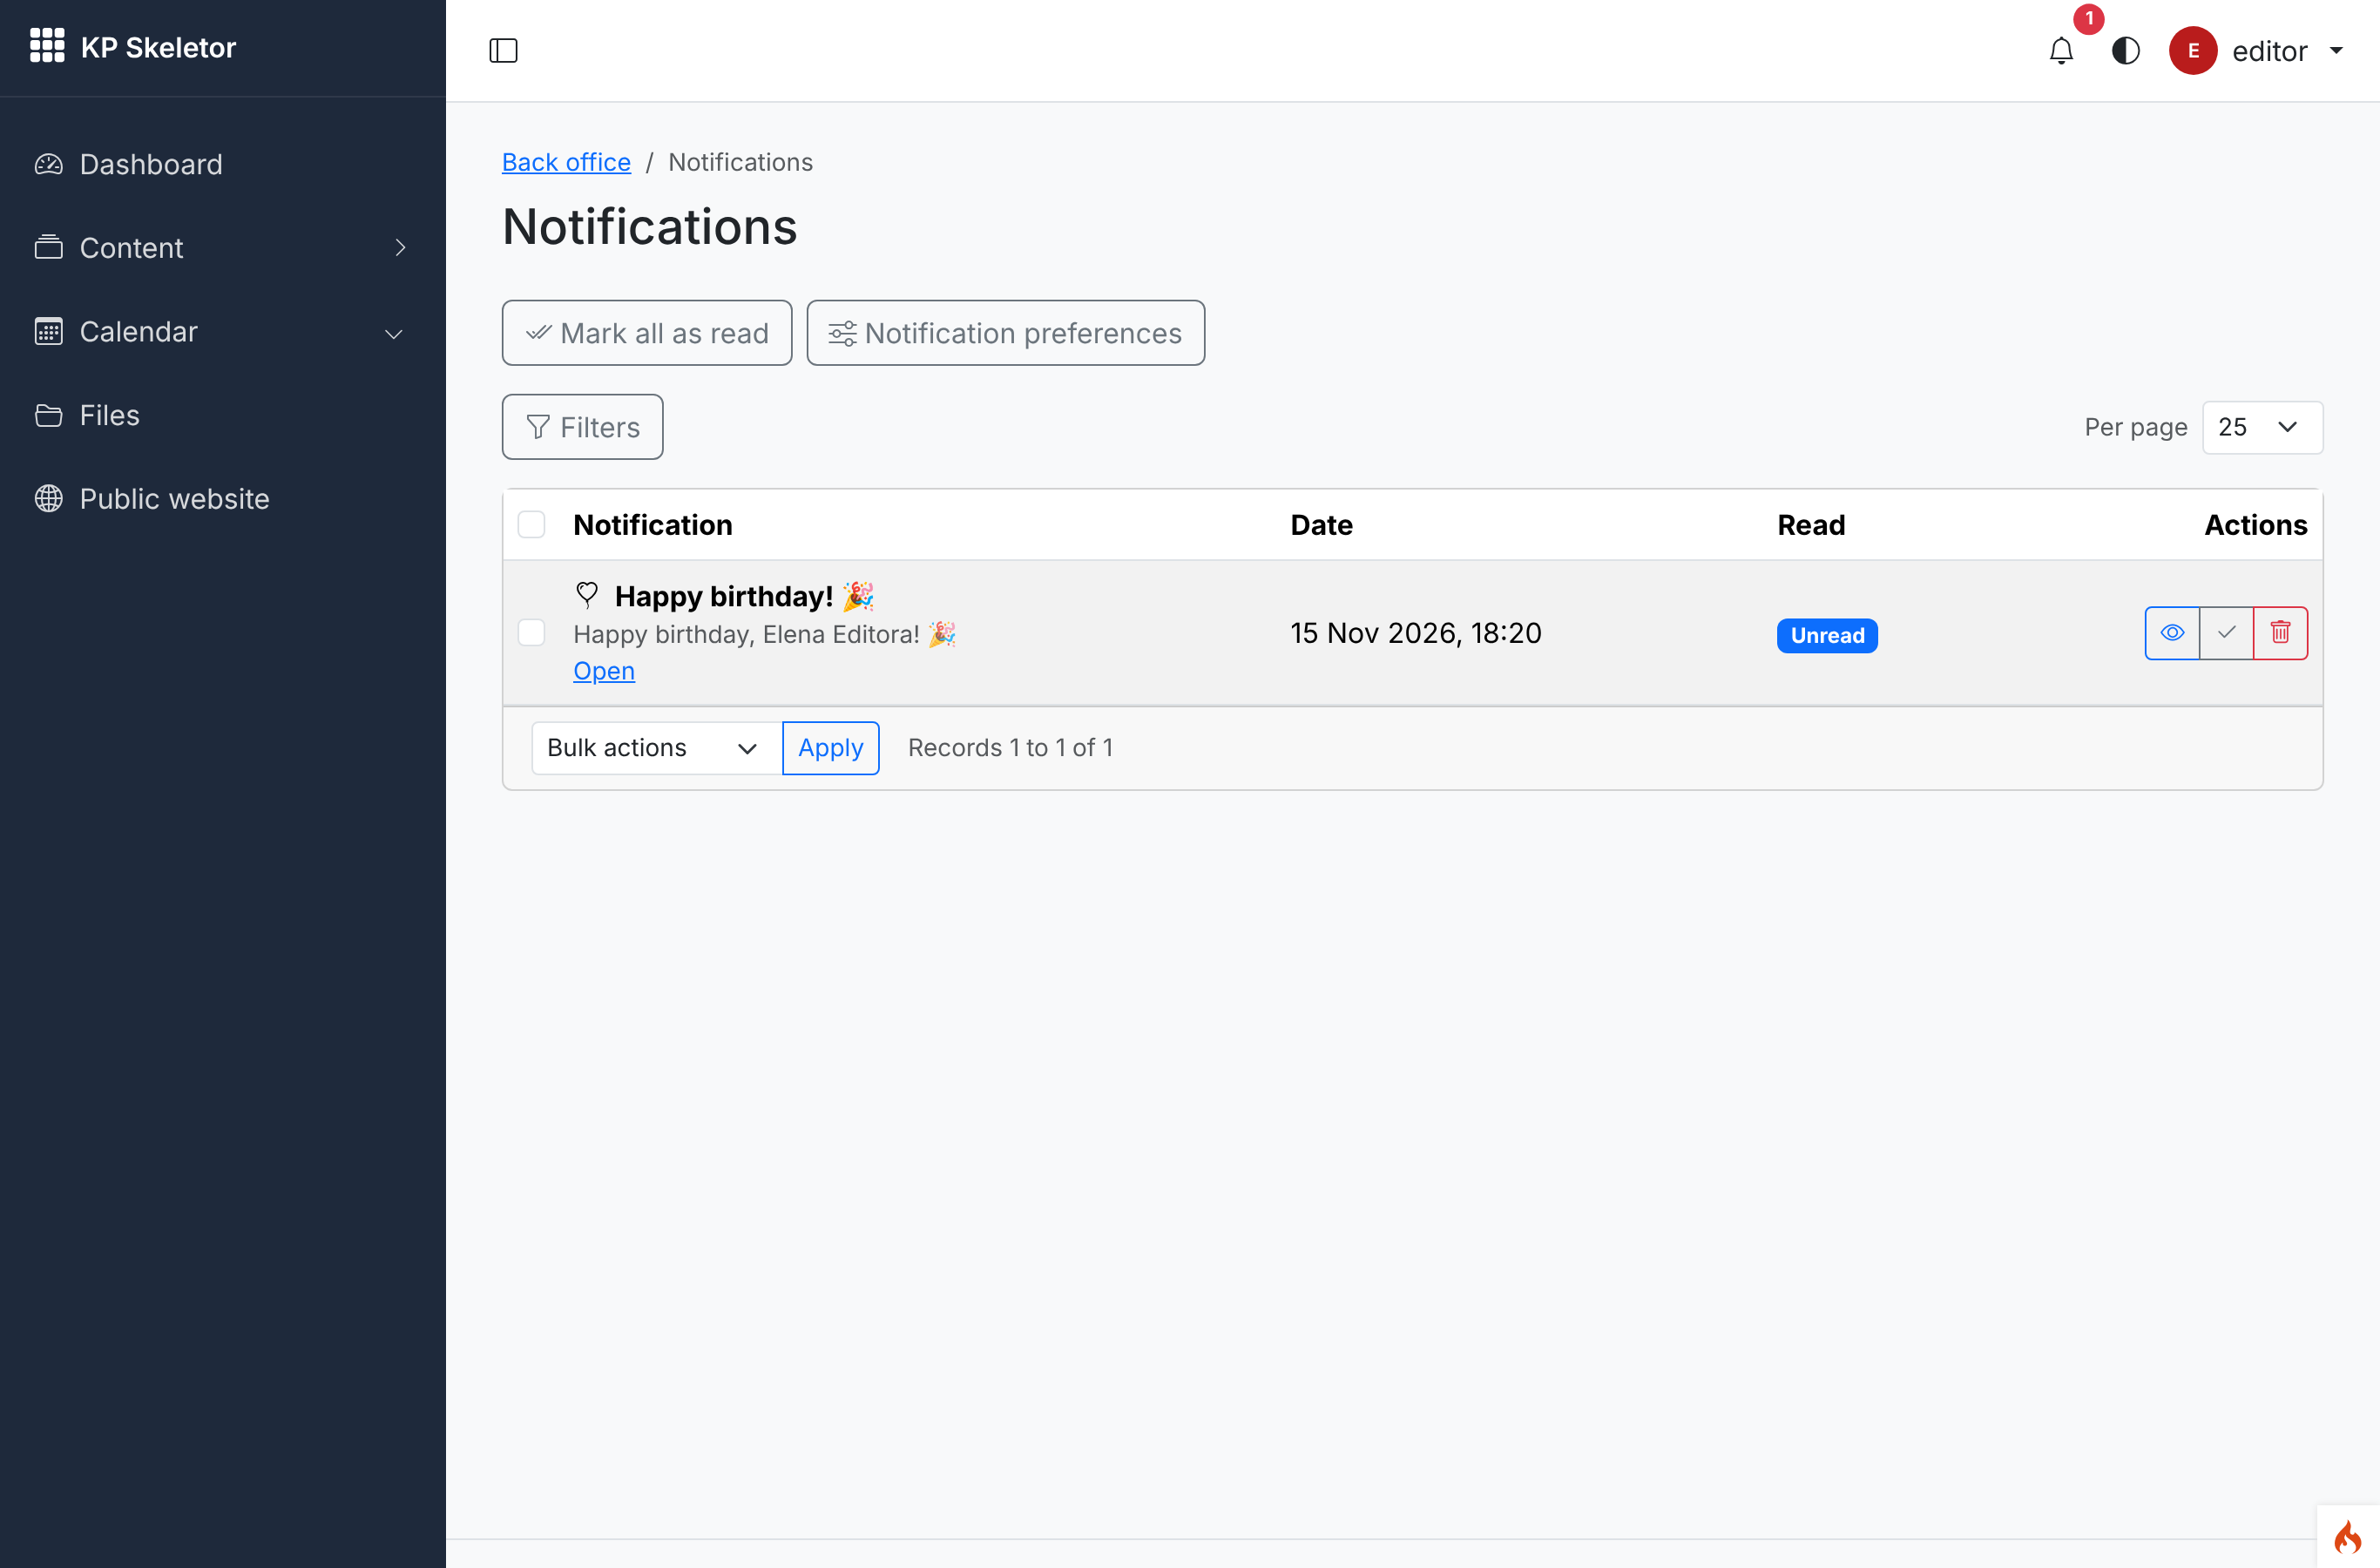 KP Skeletor
1
E
editor
Dashboard
Content
Calendar
Files
Public website
Back office / Notifications
Notifications
Mark all as read
Notification preferences
Filters
Per page 25
Notification Date Read Actions
Happy birthday! 🎉
Happy birthday, Elena Editora! 🎉
Open
15 Nov 2026, 18:20
Unread
Bulk actions Apply Records 1 to 1 of 1